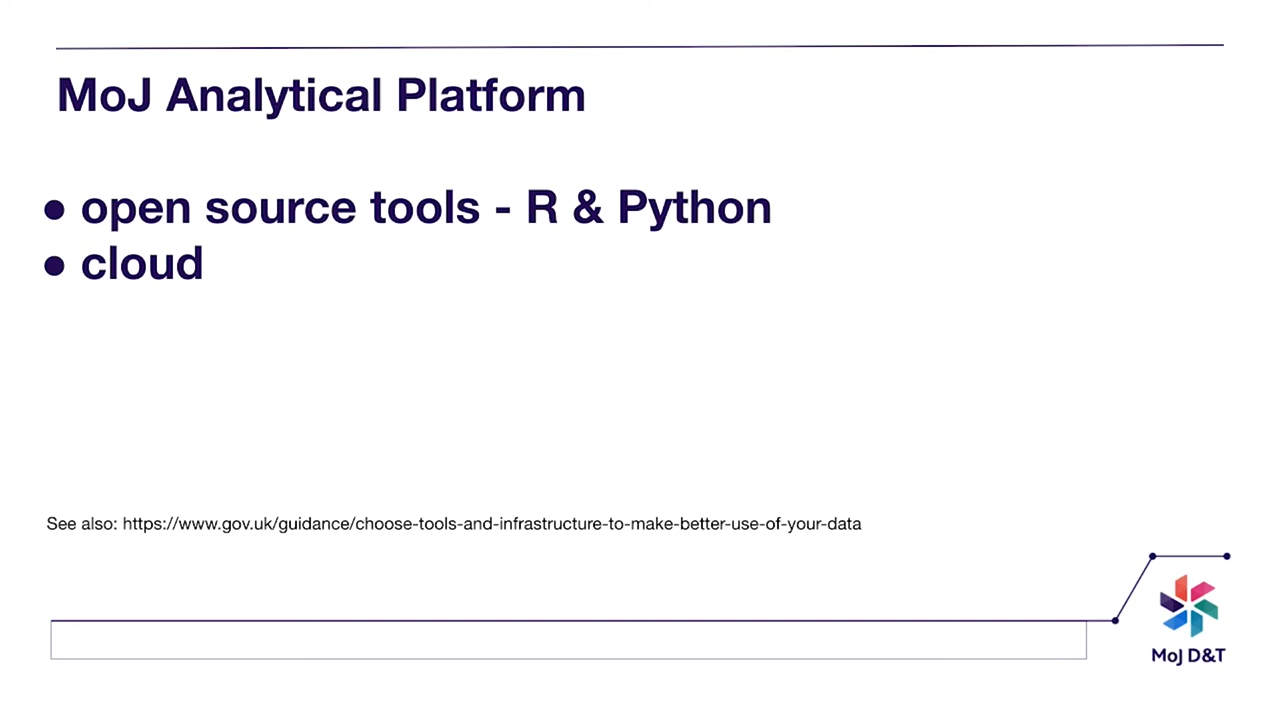 MoJ Analytical Platform
● open source tools - R & Python
● cloud
See also: https://www.gov.uk/guidance/choose-tools-and-infrastructure-to-make-better-use-of-your-data
MoJ D&T